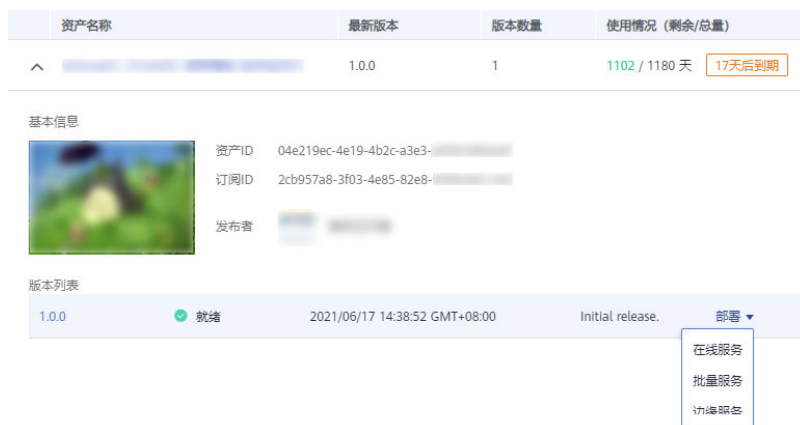 资产名称 最新版本 版本数量 使用情况（剩余/总量）
1.0.0 1 1102 / 1180 天 17天后到期
基本信息
资产ID 04e219ec-4e19-4b2c-a3e3-
订阅ID 2cb957a8-3f03-4e85-82e8-
发布者
版本列表
1.0.0 就绪 2021/06/17 14:38:52 GMT+08:00 Initial release. 部署
在线服务
批量服务
边缘服务